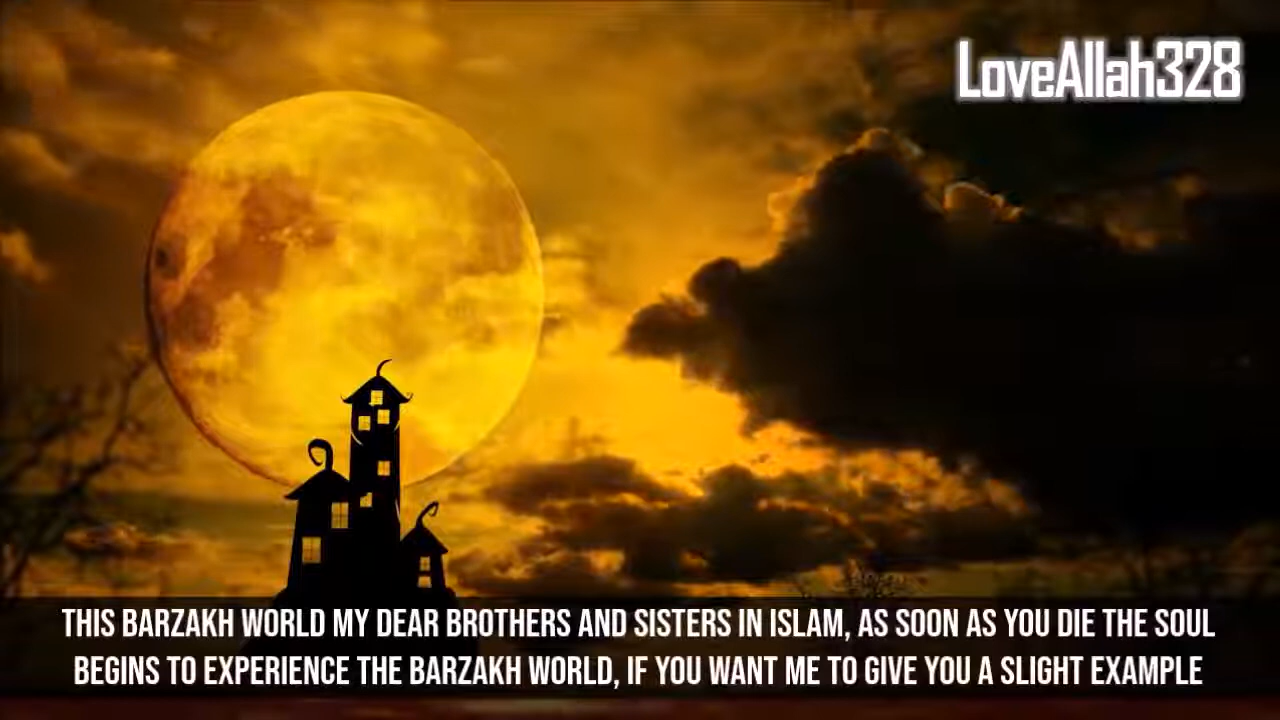 LoveAllah328
THIS BARZAKH WORLD MY DEAR BROTHERS AND SISTERS IN ISLAM, AS SOON AS YOU DIE THE SOUL
BEGINS TO EXPERIENCE THE BARZAKH WORLD, IF YOU WANT ME TO GIVE YOU A SLIGHT EXAMPLE